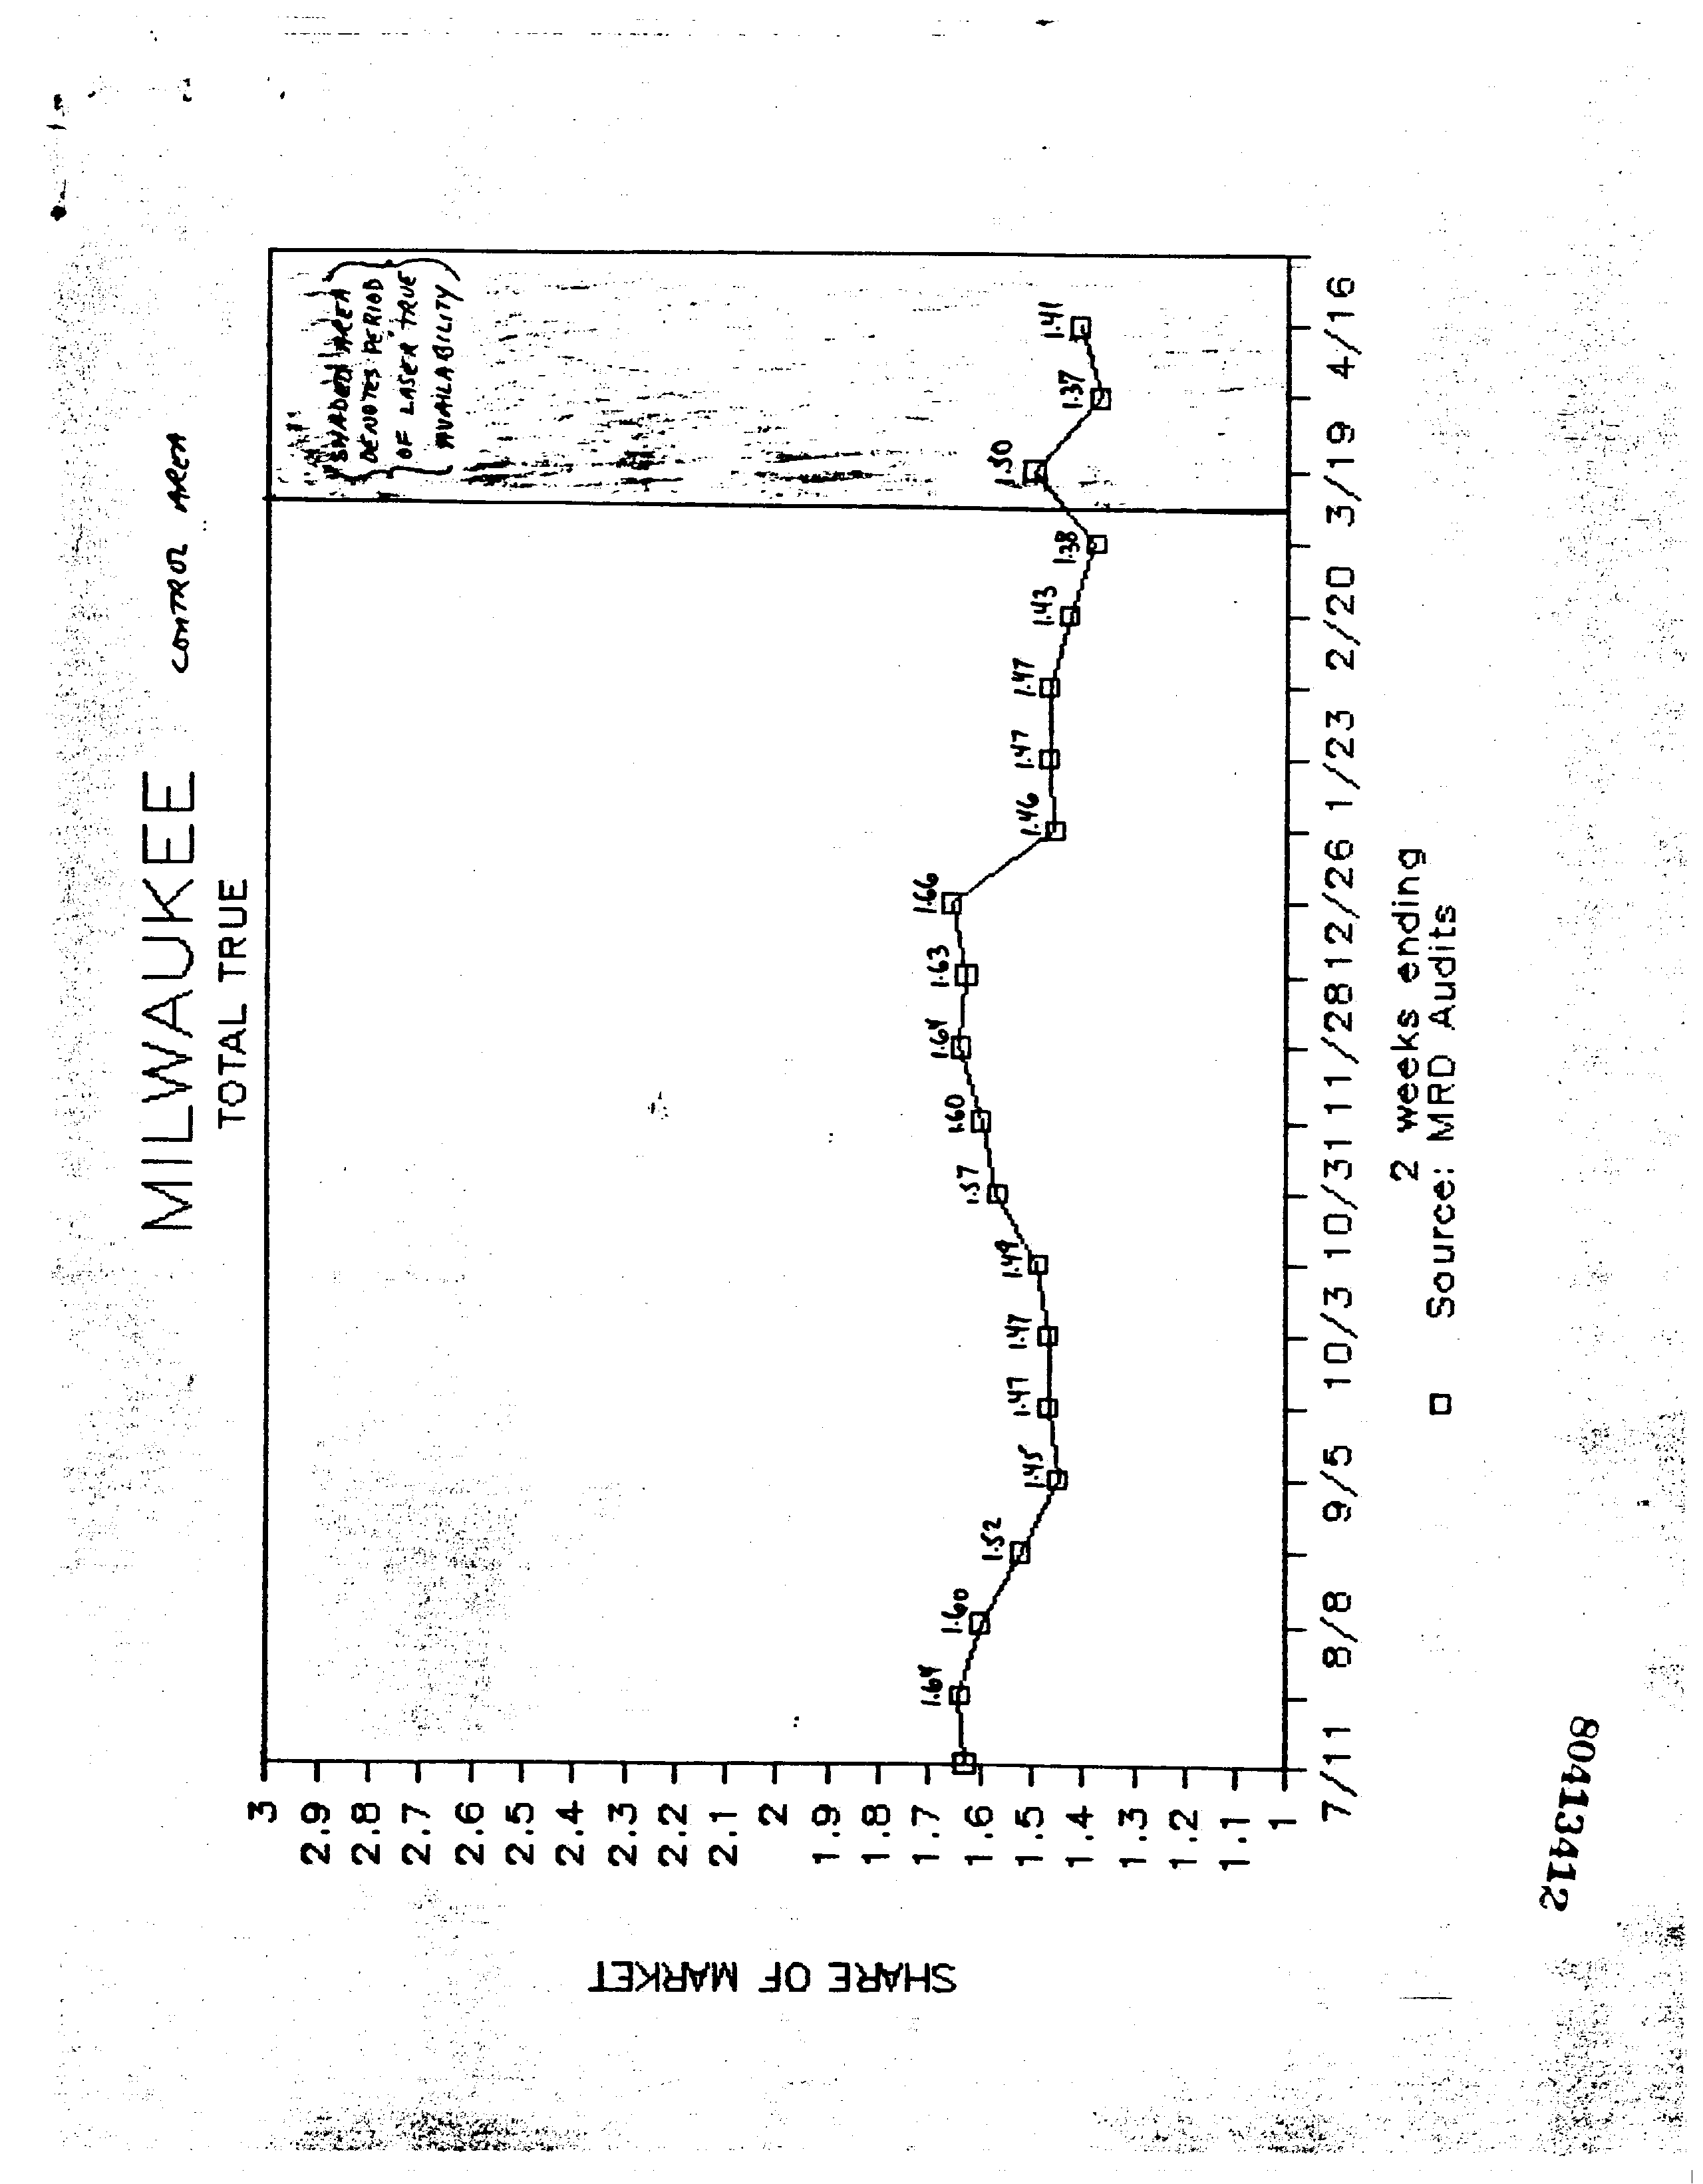 MILWAUKEE CONTROL AREA
TOTAL TRUE
SHADED AREA
DENOTES PERIOD
OF LASER TRUE
AVAILABILITY
SHARE OF MARKET
3
2.9
2.8
2.7
2.6
2.5
2.4
2.3
2.2
2.1
2
1.9
1.8
1.7
1.6
1.5
1.4
1.3
1.2
1.1
1
1.64 1.60 1.52 1.45 1.47 1.47 1.49 1.57 1.60 1.64 1.63 1.66 1.46 1.47 1.47 1.43 1.38 1.50 1.37 1.41
7/11 8/8 9/5 10/3 10/31 11/28 12/26 1/23 2/20 3/19 4/16
2 weeks ending
Source: MRD Audits
80413412